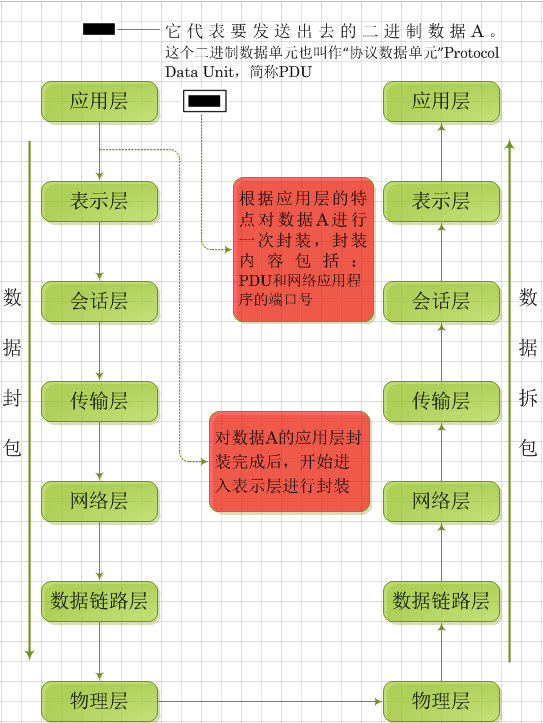 它代表要发送出去的二进制数据A。
这个二进制数据单元也叫作“协议数据单元”Protocol
Data Unit，简称PDU
应用层
应用层
表示层
表示层
根据应用层的特
点对数据A进行
一次封装，封装
内容包括：
PDU和网络应用程
序的端口号
会话层
会话层
数据封包
数据拆包
传输层
传输层
对数据A的应用层封
装完成后，开始进
入表示层进行封装
网络层
网络层
数据链路层
数据链路层
物理层
物理层